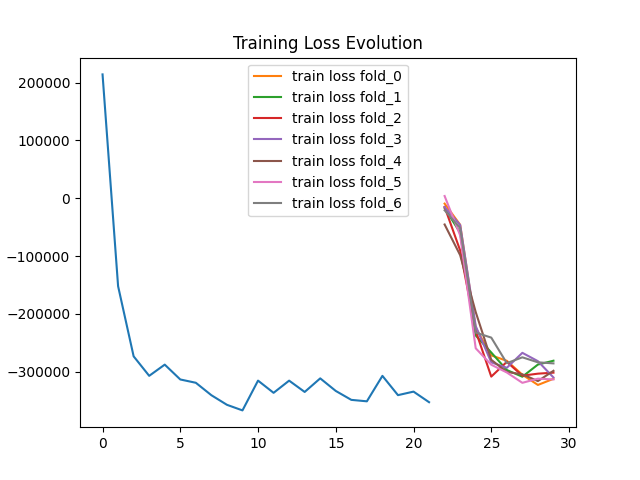 Training Loss Evolution
train loss fold_0
train loss fold_1
train loss fold_2
train loss fold_3
train loss fold_4
train loss fold_5
train loss fold_6
200000
100000
0
−100000
−200000
−300000
0 5 10 15 20 25 30